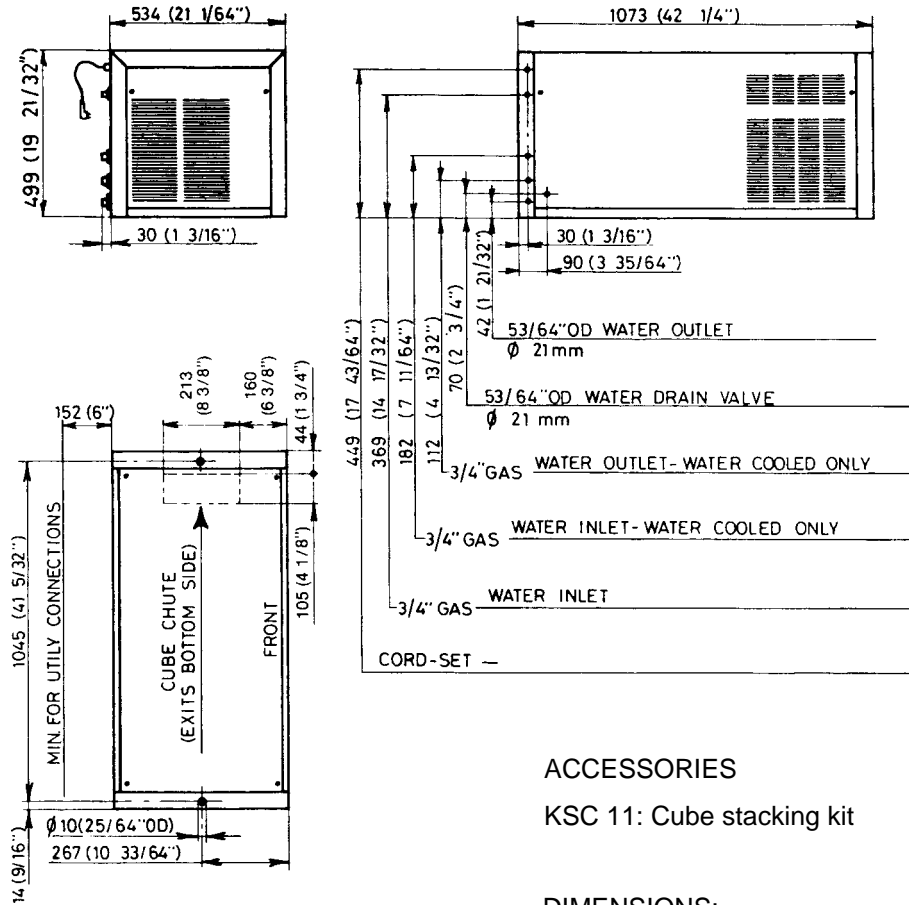 534 (21 1/64")
499 (19 21/32")
30 (1 3/16")
1073 (42 1/4")
30 (1 3/16")
90 (3 35/64")
449 (17 43/64")
369 (14 17/32")
182 (7 11/64")
112 (4 13/32")
70 (2 3/4")
42 (1 21/32")
53/64"OD WATER OUTLET
Ø 21mm
53/64"OD WATER DRAIN VALVE
Ø 21 mm
3/4"GAS WATER OUTLET-WATER COOLED ONLY
3/4"GAS WATER INLET-WATER COOLED ONLY
3/4"GAS WATER INLET
CORD-SET
152 (6")
213
(8 3/8")
160
(6 3/8")
44 (1 3/4")
105 (4 1/8")
1045 (41 5/32")
MIN.FOR UTILY CONNECTIONS
CUBE CHUTE
(EXITS BOTTOM SIDE)
FRONT
Ø10(25/64"OD)
267 (10 33/64")
14 (9/16")
ACCESSORIES
KSC 11: Cube stacking kit
DIMENSIONS: